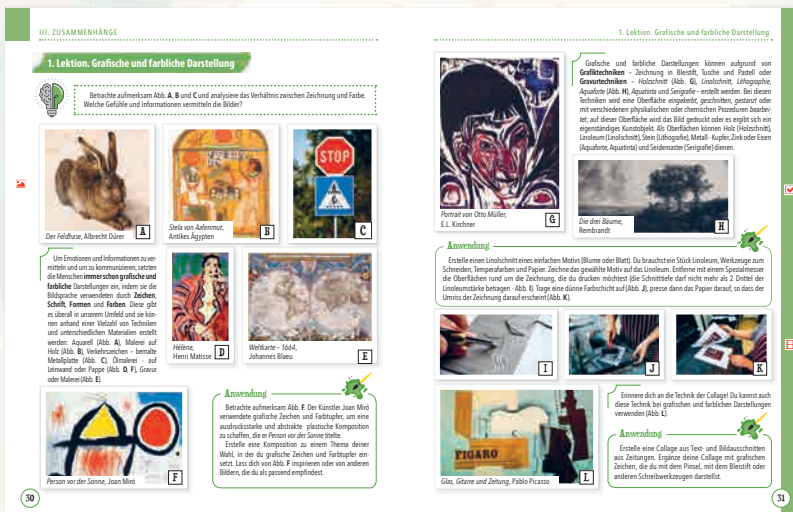 III. ZUSAMMENHÄNGE
1. Lektion. Grafische und farbliche Darstellung
Betrachte aufmerksam Abb. A, B und C und analysiere das Verhältnis zwischen Zeichnung und Farbe.
Welche Gefühle und Informationen vermitteln die Bilder?
Der Feldhase, Albrecht Dürer
A
Stela von Aafenmut,
Antikes Ägypten
B
STOP
C
Um Emotionen und Informationen zu ver-
mitteln und um zu kommunizieren, setzten
die Menschen immer schon grafische und
farbliche Darstellungen ein, indem sie die
Bildsprache verwendeten durch Zeichen,
Schrift, Formen und Farben. Diese gibt
es überall in unserem Umfeld und sie kön-
nen anhand einer Vielzahl von Techniken
und unterschiedlichen Materialien erstellt
werden: Aquarell (Abb. A), Malerei auf
Holz (Abb. B), Verkehrszeichen – bemalte
Metallplatte (Abb. C), Ölmalerei - auf
Leinwand oder Pappe (Abb. D, F), Gravur
oder Malerei (Abb. E).
Hélène,
Henri Matisse
D
Weltkarte – 1664,
Johannes Blaeu
E
Person vor der Sonne, Joan Miró
F
Anwendung
Betrachte aufmerksam Abb. F. Der Künstler Joan Miró
verwendete grafische Zeichen und Farbtupfer, um eine
ausdrucksstarke und abstrakte plastische Komposition
zu schaffen, die er Person vor der Sonne titelte.
Erstelle eine Komposition zu einem Thema deiner
Wahl, in der du grafische Zeichen und Farbtupfer ein-
setzt. Lass dich von Abb. F inspirieren oder von anderen
Bildern, die du als passend empfindest.
30
1. Lektion. Grafische und farbliche Darstellung.
Portrait von Otto Müller,
E.L. Kirchner
G
Grafische und farbliche Darstellungen können aufgrund von
Grafiktechniken – Zeichnung in Bleistift, Tusche und Pastell oder
Gravurtechniken – Holzschnitt (Abb. G), Linolschnitt, Lithographie,
Aquaforte (Abb. H), Aquatinta und Serigrafie – erstellt werden. Bei diesen
Techniken wird eine Oberfläche eingekerbt, geschnitten, gestanzt oder
mit verschiedenen physikalischen oder chemischen Prozeduren bearbei-
tet; auf dieser Oberfläche wird das Bild gedruckt oder es ergibt sich ein
eigenständiges Kunstobjekt. Als Oberflächen können Holz (Holzschnitt),
Linoleum (Linolschnitt), Stein (Lithografie), Metall - Kupfer, Zink oder Eisen
(Aquaforte, Aquatinta) und Seidenraster (Serigrafie) dienen.
Die drei Bäume,
Rembrandt
H
Anwendung
Erstelle einen Linolschnitt eines einfachen Motivs (Blume oder Blatt). Du brauchst ein Stück Linoleum, Werkzeuge zum
Schneiden, Temperafarben und Papier. Zeichne das gewählte Motiv auf das Linoleum. Entferne mit einem Spezialmesser
die Oberflächen rund um die Zeichnung, die du drucken möchtest (die Schnitttiefe darf nicht mehr als 2 Drittel der
Linoleumstärke betragen - Abb. I). Trage eine dünne Farbschicht auf (Abb. J), presse dann das Papier darauf, so dass der
Umriss der Zeichnung darauf erscheint (Abb. K).
I
J
K
FIGARO
Glas, Gitarre und Zeitung, Pablo Picasso
L
Erinnere dich an die Technik der Collage! Du kannst auch
diese Technik bei grafischen und farblichen Darstellungen
verwenden (Abb. L).
Anwendung
Erstelle eine Collage aus Text- und Bildausschnitten
aus Zeitungen. Ergänze deine Collage mit grafischen
Zeichen, die du mit dem Pinsel, mit dem Bleistift oder
anderen Schreibwerkzeugen darstellst.
31